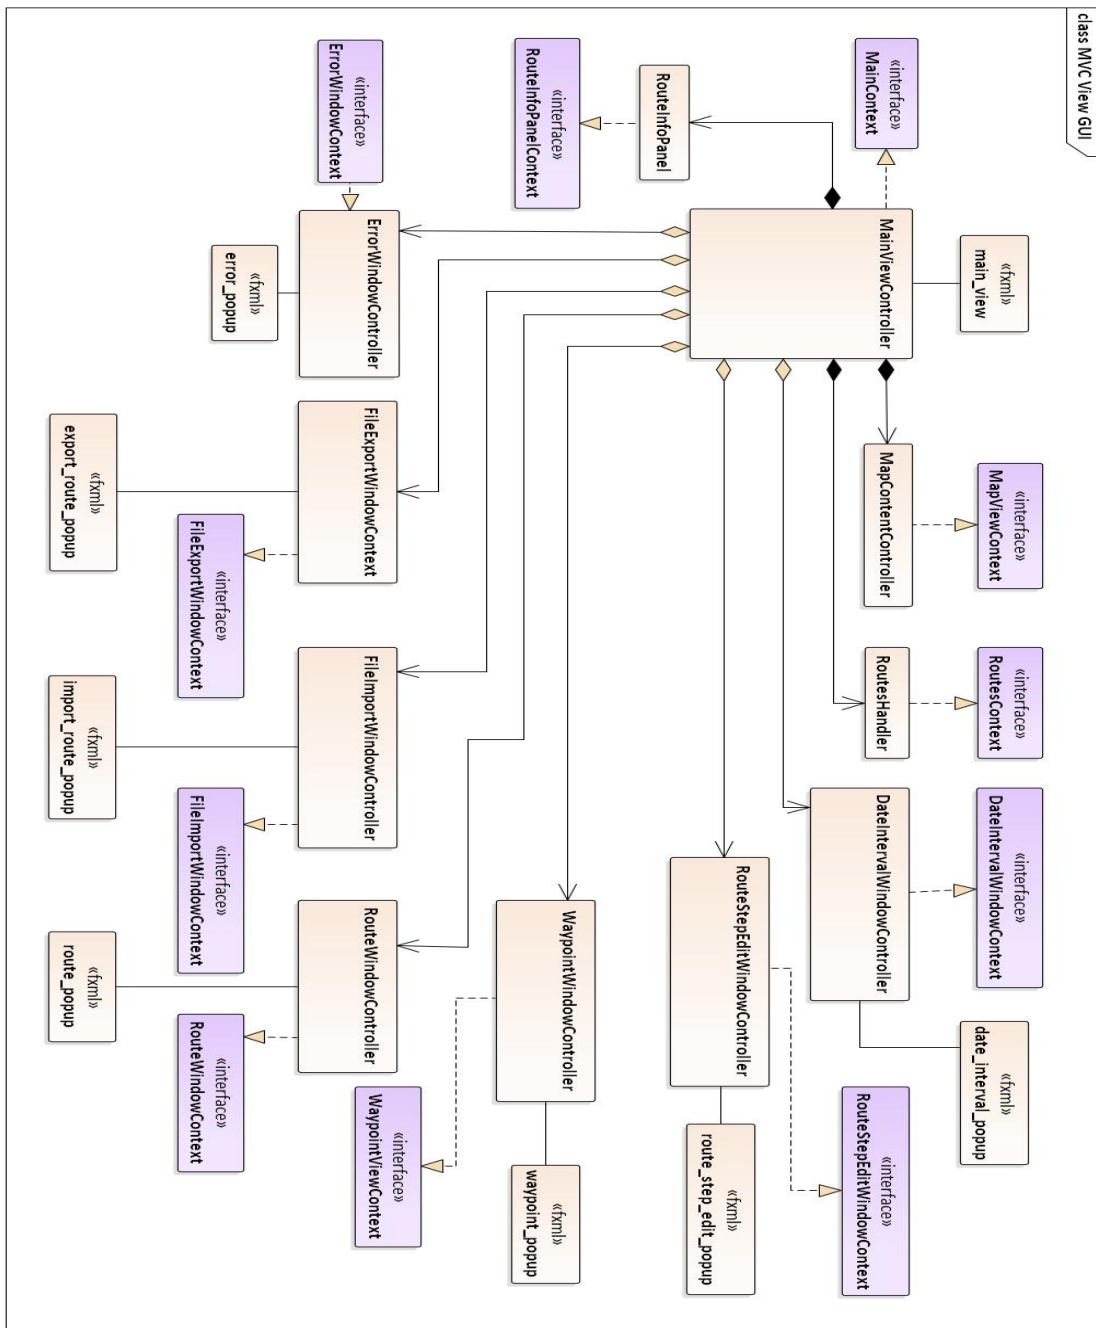 class MVC View GUI
«fxml»
main_view
«interface»
MapViewContext
«interface»
RoutesContext
«interface»
DateIntervalWindowContext
«fxml»
date_interval_popup
«interface»
MainContext
MainViewController
MapContentController
RoutesHandler
DateIntervalWindowController
«interface»
RouteStepEditWindowContext
RouteInfoPanel
RouteStepEditWindowController
«fxml»
route_step_edit_popup
«interface»
RouteInfoPanelContext
WaypointWindowController
«fxml»
waypoint_popup
«interface»
ErrorWindowContext
ErrorWindowController
FileExportWindowContext
FileImportWindowController
RouteWindowController
«interface»
WaypointViewContext
«fxml»
error_popup
«interface»
FileExportWindowContext
«interface»
FileImportWindowContext
«interface»
RouteWindowContext
«fxml»
export_route_popup
«fxml»
import_route_popup
«fxml»
route_popup